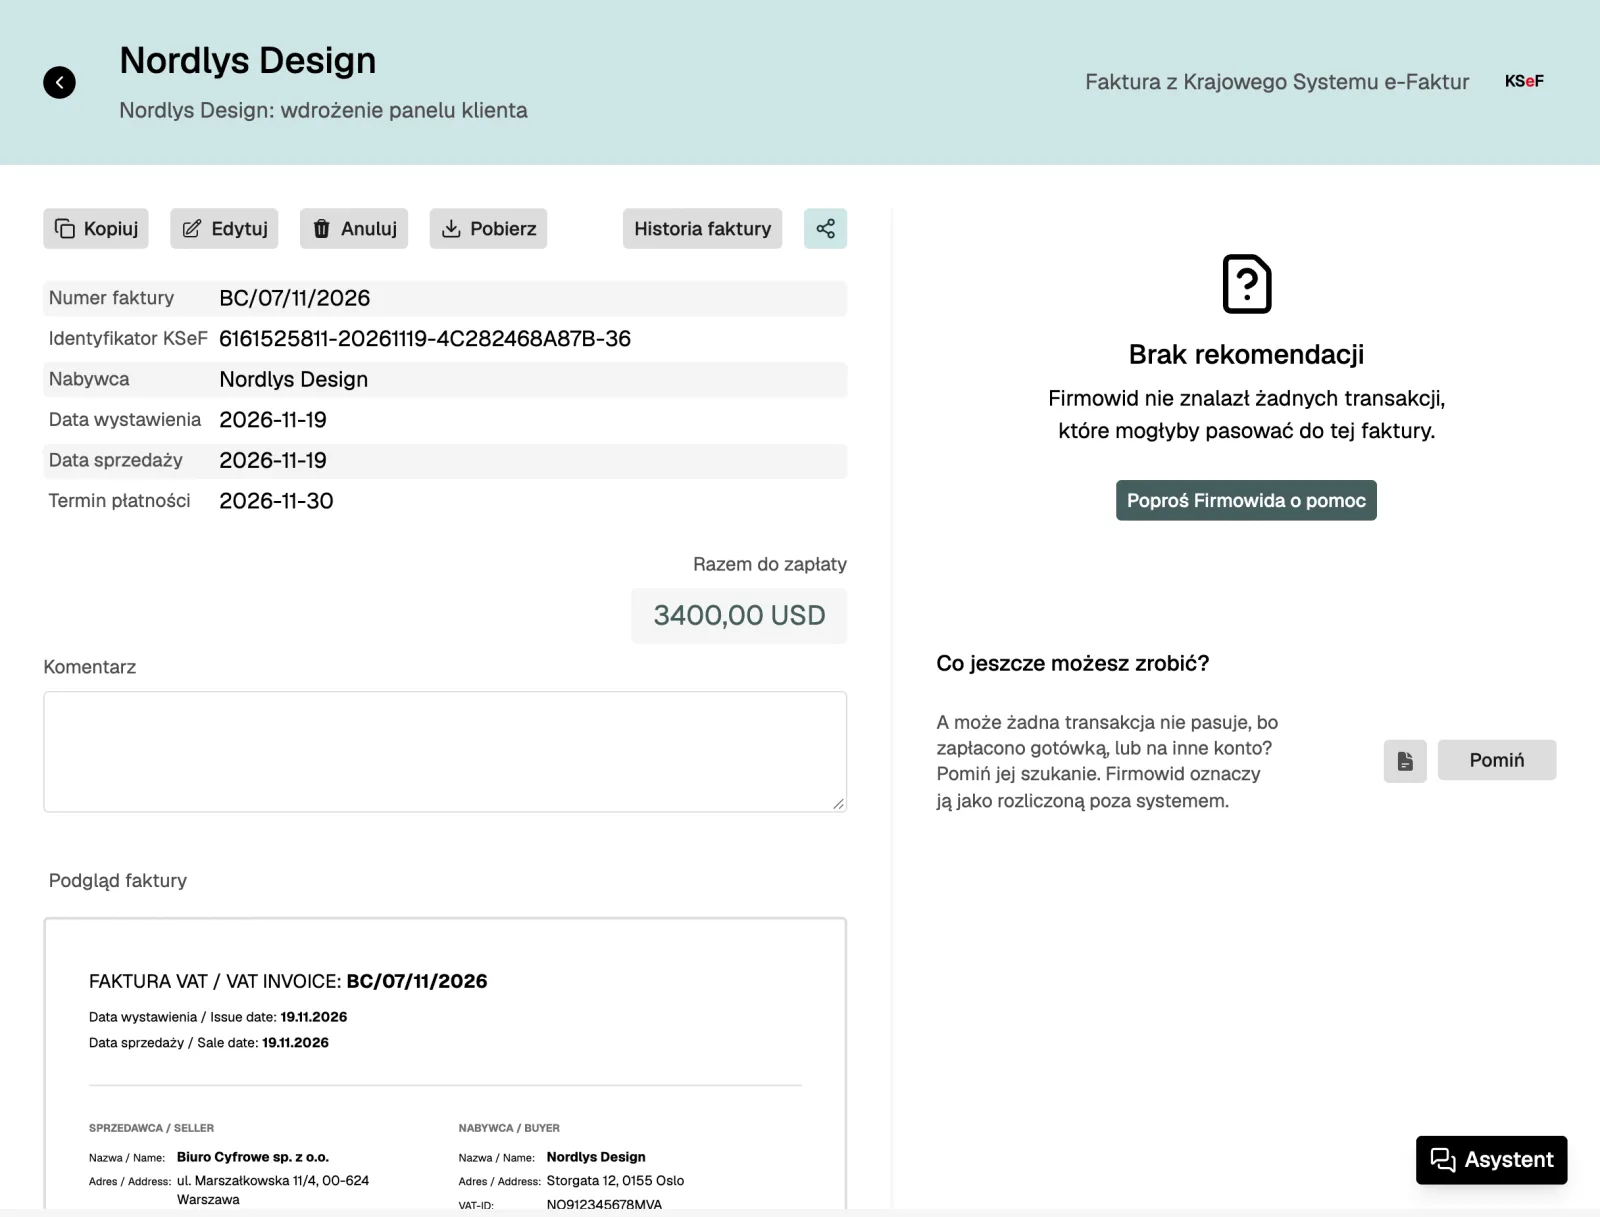 Nordlys Design
Nordlys Design: wdrożenie panelu klienta
Faktura z Krajowego Systemu e-Faktur
KSeF
Kopiuj
Edytuj
Anuluj
Pobierz
Historia faktury
Numer faktury BC/07/11/2026
Identyfikator KSeF 6161525811-20261119-4C282468A87B-36
Nabywca Nordlys Design
Data wystawienia 2026-11-19
Data sprzedaży 2026-11-19
Termin płatności 2026-11-30
Razem do zapłaty
3400,00 USD
Komentarz
Podgląd faktury
FAKTURA VAT / VAT INVOICE: BC/07/11/2026
Data wystawienia / Issue date: 19.11.2026
Data sprzedaży / Sale date: 19.11.2026
SPRZEDAWCA / SELLER
Nazwa / Name: Biuro Cyfrowe sp. z o.o.
Adres / Address: ul. Marszałkowska 11/4, 00-624
Warszawa
NABYWCA / BUYER
Nazwa / Name: Nordlys Design
Adres / Address: Storgata 12, 0155 Oslo
VAT-ID: NO912345678MVA
Brak rekomendacji
Firmowid nie znalazł żadnych transakcji,
które mogłyby pasować do tej faktury.
Poproś Firmowida o pomoc
Co jeszcze możesz zrobić?
A może żadna transakcja nie pasuje, bo
zapłacono gotówką, lub na inne konto?
Pomiń jej szukanie. Firmowid oznaczy
ją jako rozliczoną poza systemem.
Pomiń
Asystent